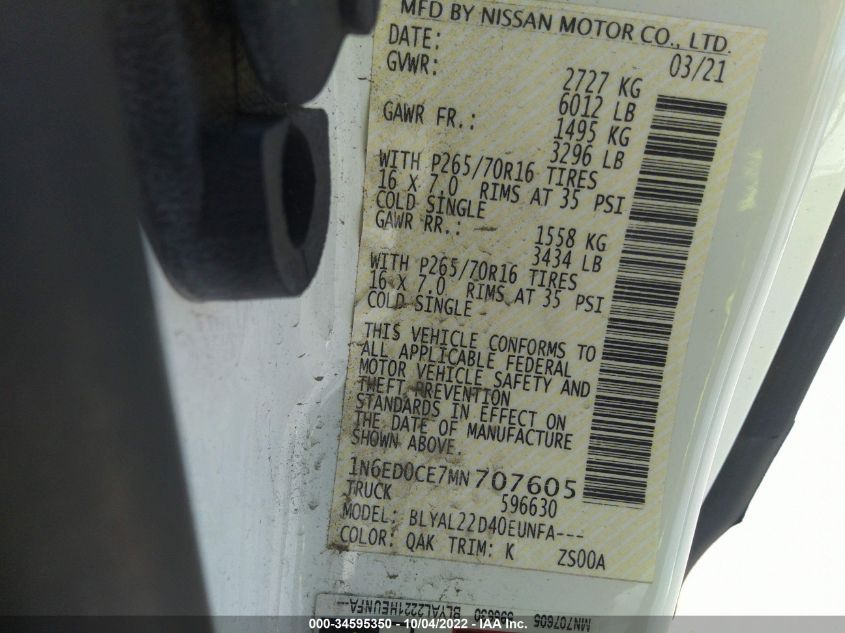 MFD BY NISSAN MOTOR CO., LTD.
DATE: 03/21
GVWR: 2727 KG
6012 LB
GAWR FR.: 1495 KG
3296 LB
WITH P265/70R16 TIRES
16 X 7.0 RIMS AT 35 PSI
COLD SINGLE
GAWR RR.: 1558 KG
3434 LB
WITH P265/70R16 TIRES
16 X 7.0 RIMS AT 35 PSI
COLD SINGLE
THIS VEHICLE CONFORMS TO
ALL APPLICABLE FEDERAL
MOTOR VEHICLE SAFETY AND
THEFT PREVENTION
STANDARDS IN EFFECT ON
THE DATE OF MANUFACTURE
SHOWN ABOVE.
1N6ED0CE7MN707605
TRUCK 596630
MODEL: BLYAL22D40EUNFA---
COLOR: QAK TRIM: K ZS00A
MN707605 596630 BLYAL2221HEUNFA---
000-34595350 - 10/04/2022 - IAA Inc.